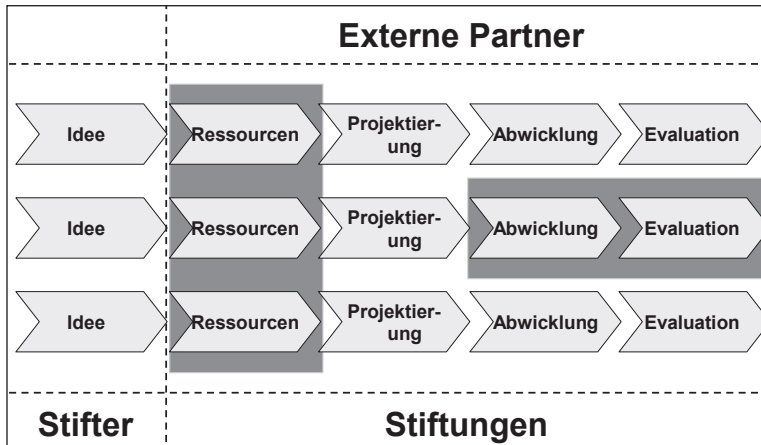 Externe Partner
Idee
Ressourcen
Projektier-
ung
Abwicklung
Evaluation
Idee
Ressourcen
Projektier-
ung
Abwicklung
Evaluation
Idee
Ressourcen
Projektier-
ung
Abwicklung
Evaluation
Stifter
Stiftungen